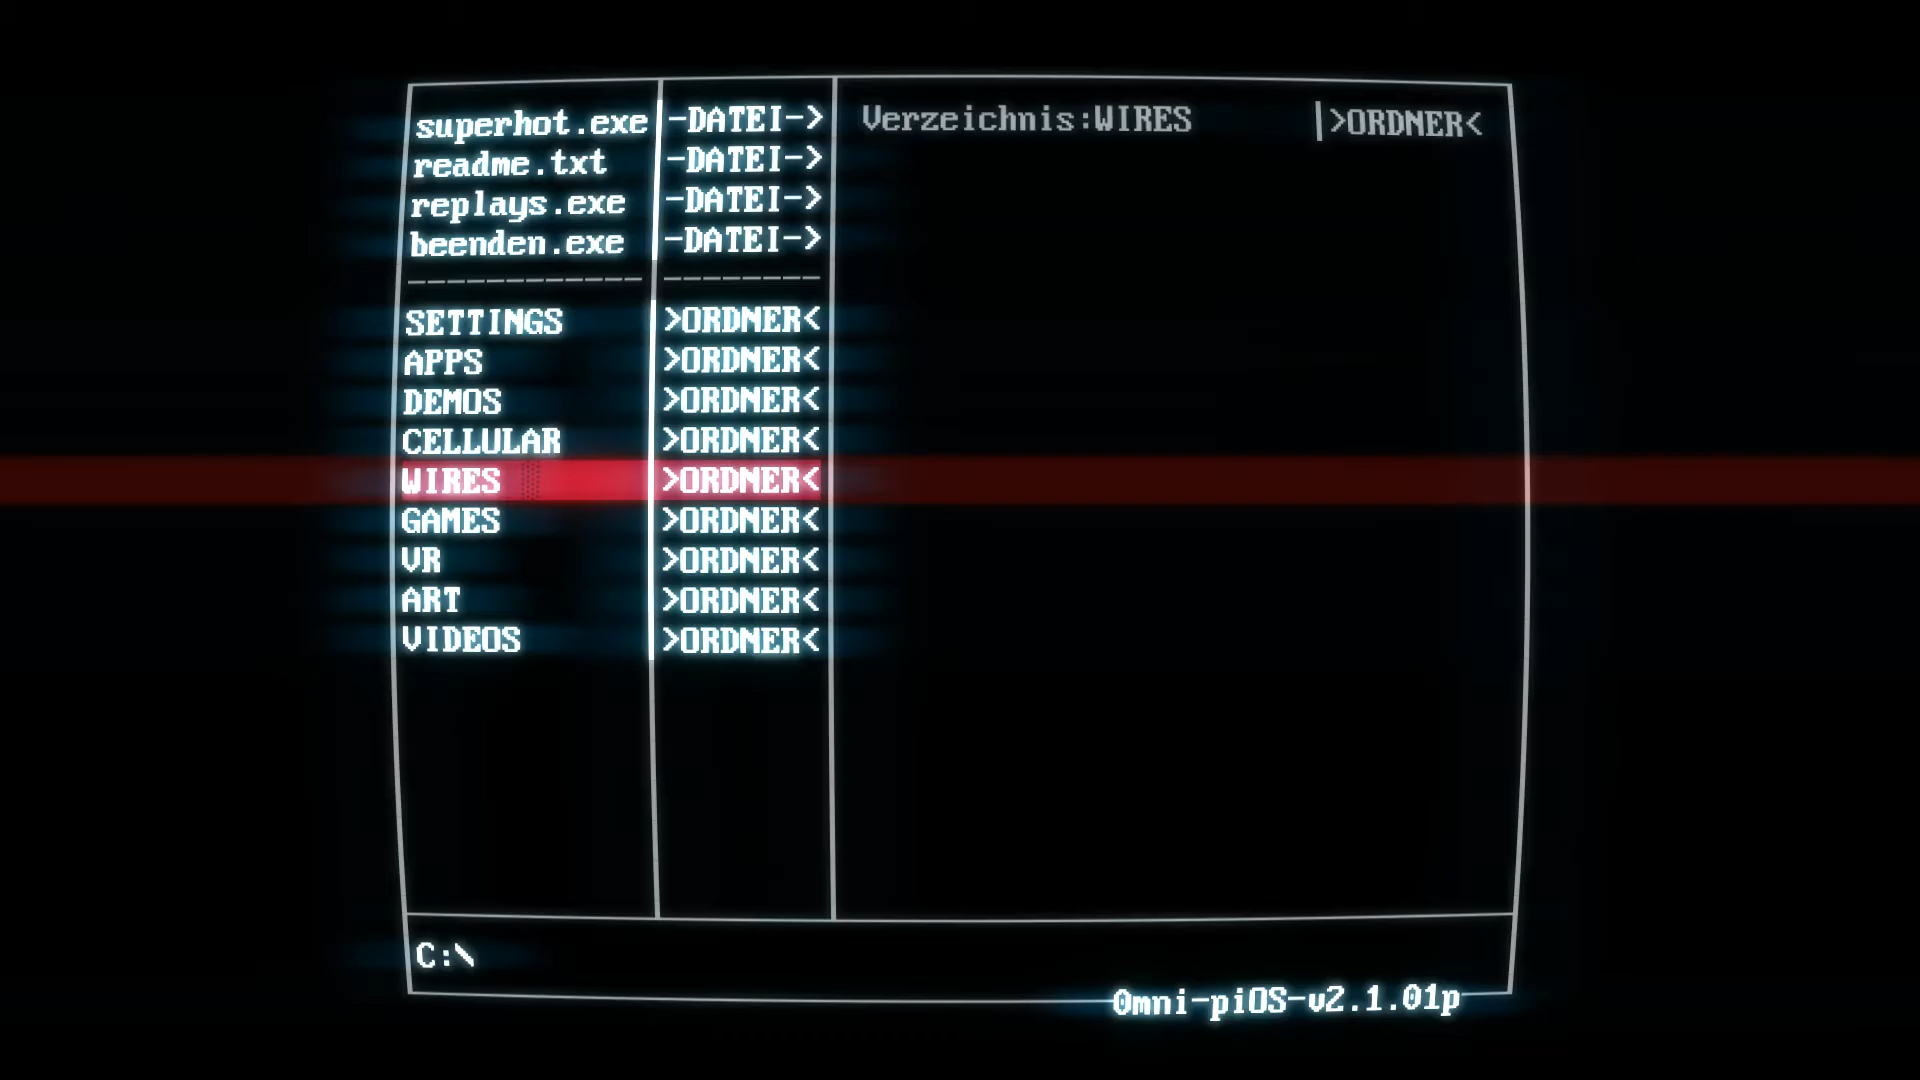 superhot.exe -DATEI-> Verzeichnis:WIRES >ORDNER<
readme.txt -DATEI->
replays.exe -DATEI->
beenden.exe -DATEI->
SETTINGS >ORDNER<
APPS >ORDNER<
DEMOS >ORDNER<
CELLULAR >ORDNER<
WIRES >ORDNER<
GAMES >ORDNER<
VR >ORDNER<
ART >ORDNER<
VIDEOS >ORDNER<
C:\
0mni-piOS-v2.1.01p